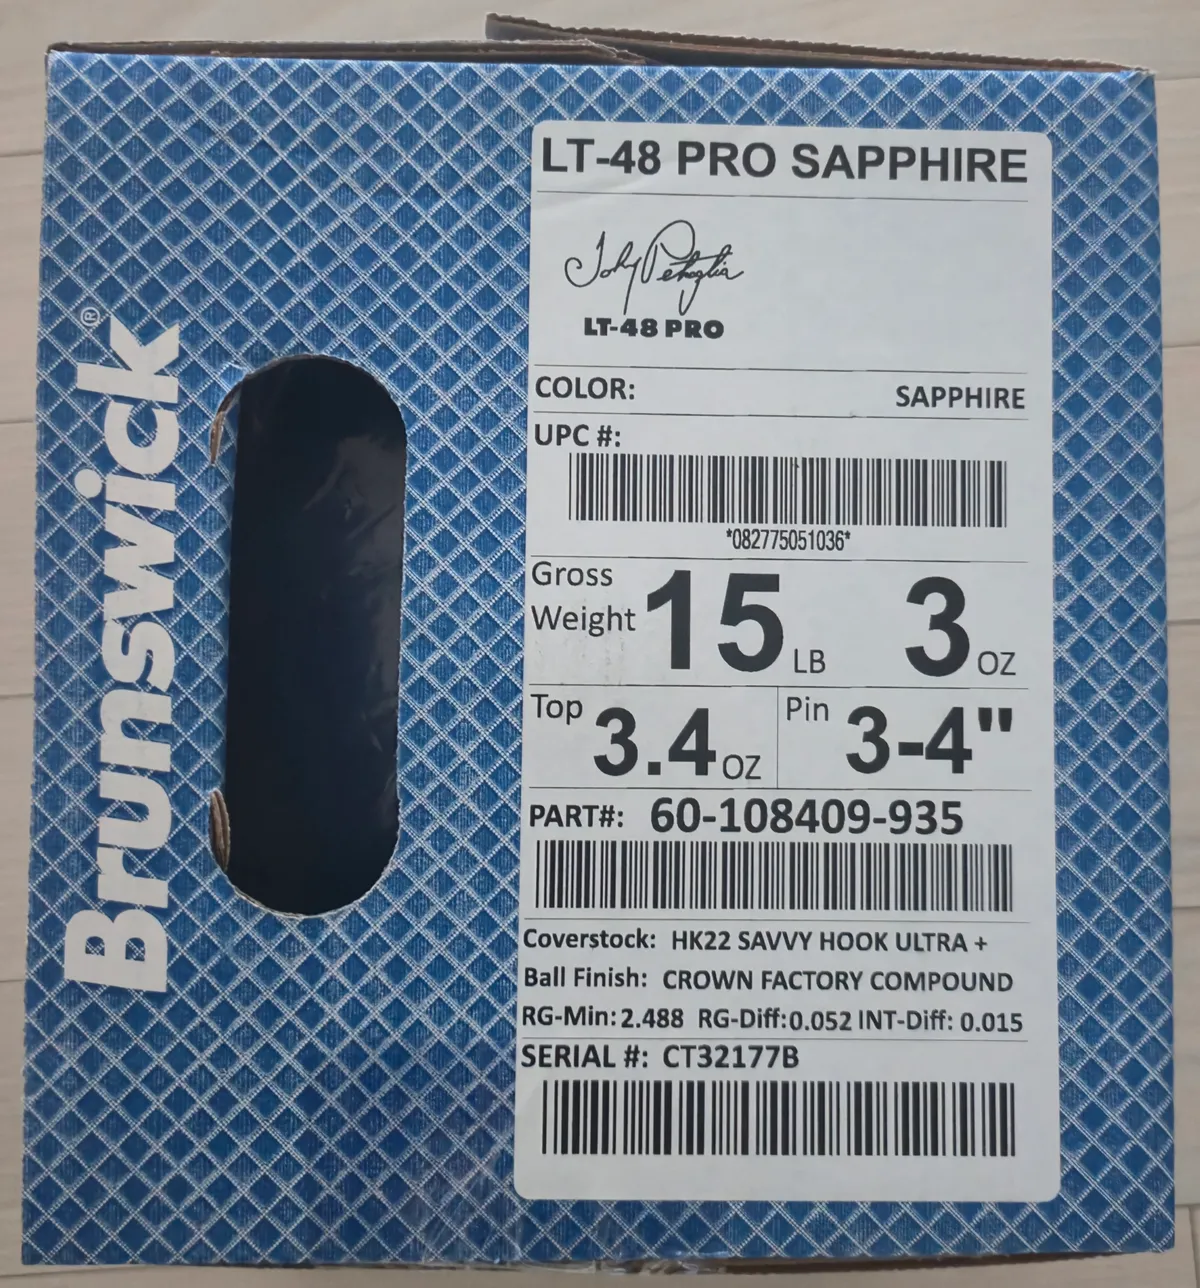 Brunswick®
LT-48 PRO SAPPHIRE
LT-48 PRO
COLOR: SAPPHIRE
UPC #:
*082775051036*
Gross Weight 15 LB 3 OZ
Top 3.4 OZ Pin 3-4"
PART#: 60-108409-935
Coverstock: HK22 SAVVY HOOK ULTRA +
Ball Finish: CROWN FACTORY COMPOUND
RG-Min: 2.488 RG-Diff: 0.052 INT-Diff: 0.015
SERIAL #: CT32177B